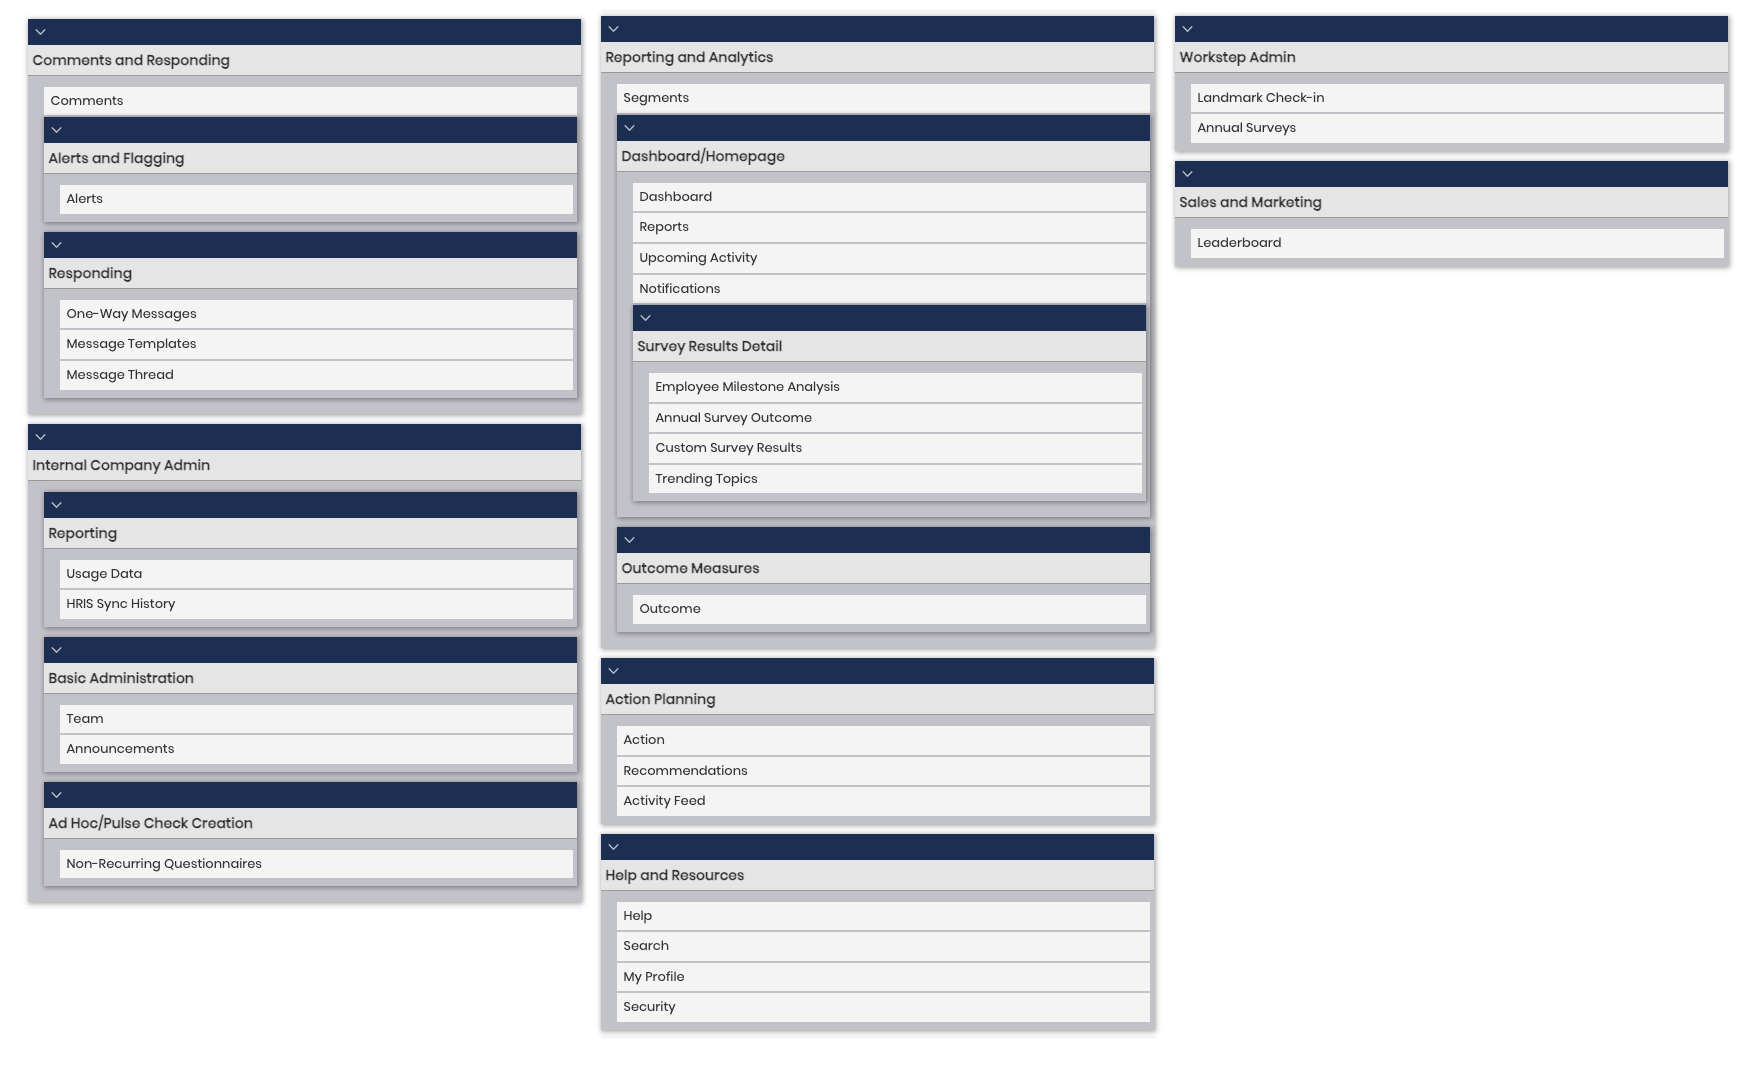 Comments and Responding
Comments
Alerts and Flagging
Alerts
Responding
One-Way Messages
Message Templates
Message Thread
Internal Company Admin
Reporting
Usage Data
HRIS Sync History
Basic Administration
Team
Announcements
Ad Hoc/Pulse Check Creation
Non-Recurring Questionnaires
Reporting and Analytics
Segments
Dashboard/Homepage
Dashboard
Reports
Upcoming Activity
Notifications
Survey Results Detail
Employee Milestone Analysis
Annual Survey Outcome
Custom Survey Results
Trending Topics
Outcome Measures
Outcome
Action Planning
Action
Recommendations
Activity Feed
Help and Resources
Help
Search
My Profile
Security
Workstep Admin
Landmark Check-in
Annual Surveys
Sales and Marketing
Leaderboard